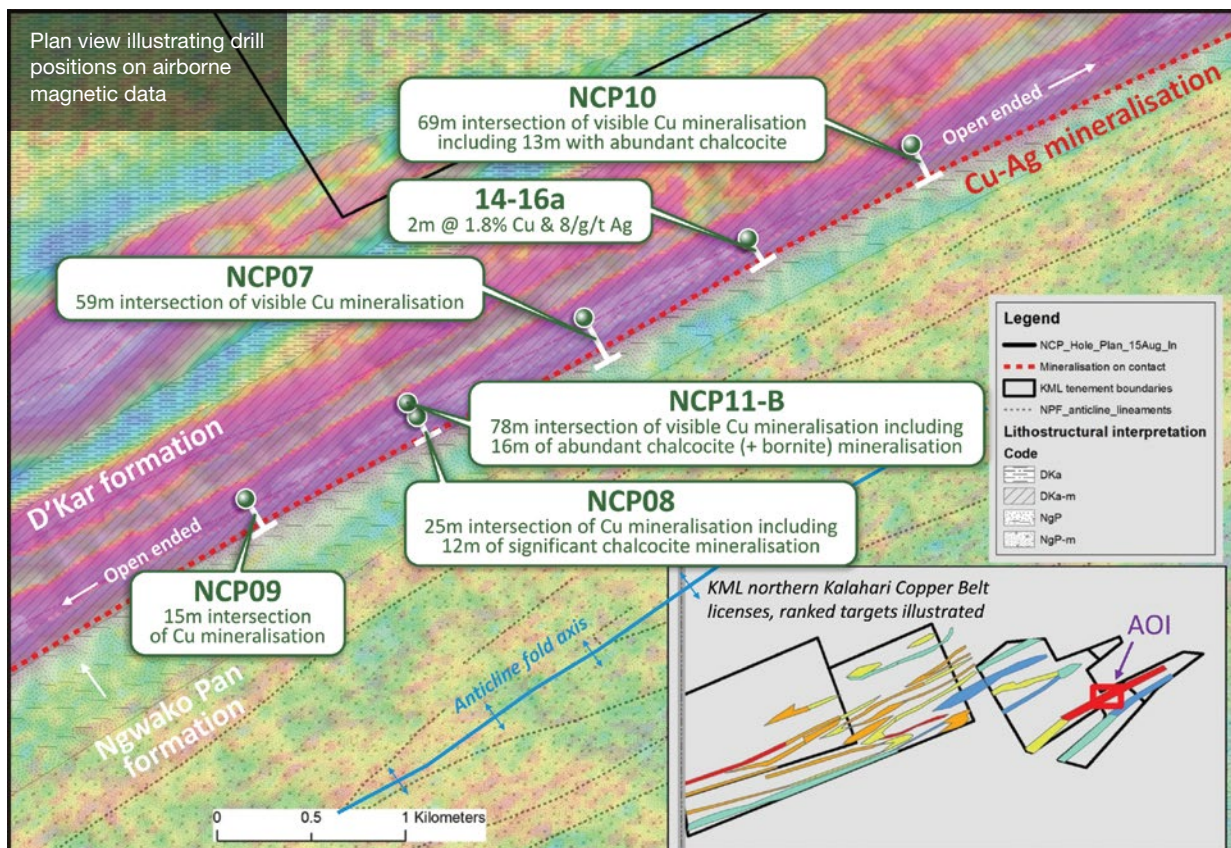 Plan view illustrating drill
positions on airborne
magnetic data
NCP10
69m intersection of visible Cu mineralisation
including 13m with abundant chalcocite
Open ended
Cu-Ag mineralisation
14-16a
2m @ 1.8% Cu & 8/g/t Ag
NCP07
59m intersection of visible Cu mineralisation
NCP11-B
78m intersection of visible Cu mineralisation including
16m of abundant chalcocite (+ bornite) mineralisation
D'Kar formation
NCP08
25m intersection of Cu mineralisation including
12m of significant chalcocite mineralisation
Open ended
NCP09
15m intersection
of Cu mineralisation
Ngwako Pan
formation
Anticline fold axis
0 0.5 1 Kilometers
Legend
NCP_Hole_Plan_15Aug_ln
Mineralisation on contact
KML tenement boundaries
NPF_anticline_lineaments
Lithostructural interpretation
Code
DKa
DKa-m
NgP
NgP-m
KML northern Kalahari Copper Belt
licenses, ranked targets illustrated
AOI